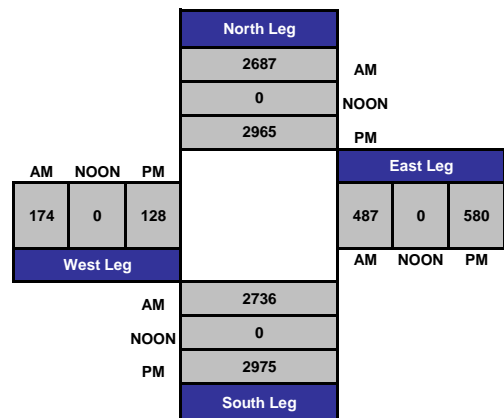 North Leg
2687 AM
0 NOON
2965 PM
AM NOON PM
East Leg
174 0 128
487 0 580
West Leg
AM NOON PM
AM 2736
NOON 0
PM 2975
South Leg